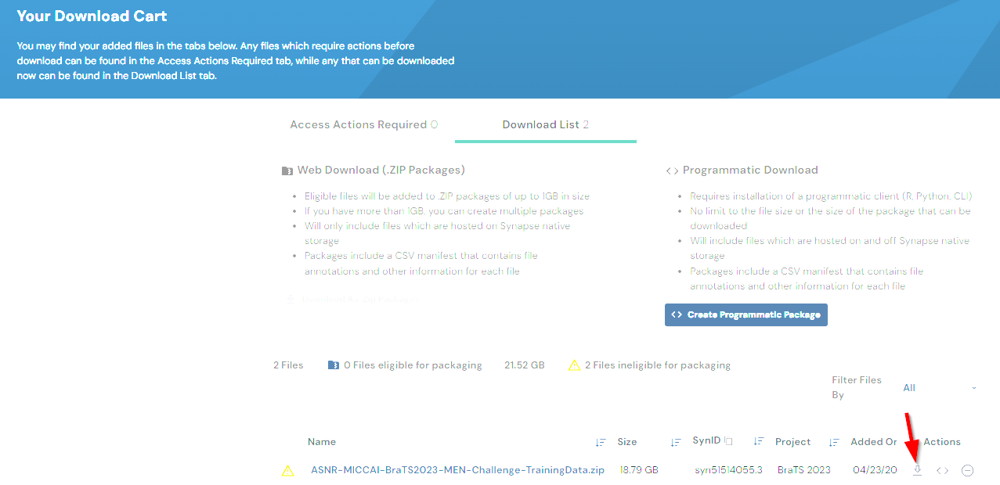 Your Download Cart
You may find your added files in the tabs below. Any files which require actions before
download can be found in the Access Actions Required tab, while any that can be downloaded
now can be found in the Download List tab.
Access Actions Required 0
Download List 2
Web Download (.ZIP Packages)
Eligible files will be added to .ZIP packages of up to 1GB in size
If you have more than 1GB, you can create multiple packages
Will only include files which are hosted on Synapse native
storage
Packages include a CSV manifest that contains file
annotations and other information for each file
Download As .Zip Packages
<> Programmatic Download
Requires installation of a programmatic client (R, Python, CLI)
No limit to the file size or the size of the package that can be
downloaded
Will include files which are hosted on and off Synapse native
storage
Packages include a CSV manifest that contains file
annotations and other information for each file
<> Create Programmatic Package
2 Files 0 Files eligible for packaging 21.52 GB 2 Files ineligible for packaging
Filter Files
By
All
Name Size SynID Project Added Or Actions
ASNR-MICCAI-BraTS2023-MEN-Challenge-TrainingData.zip 18.79 GB syn51514055.3 BraTS 2023 04/23/20 <>